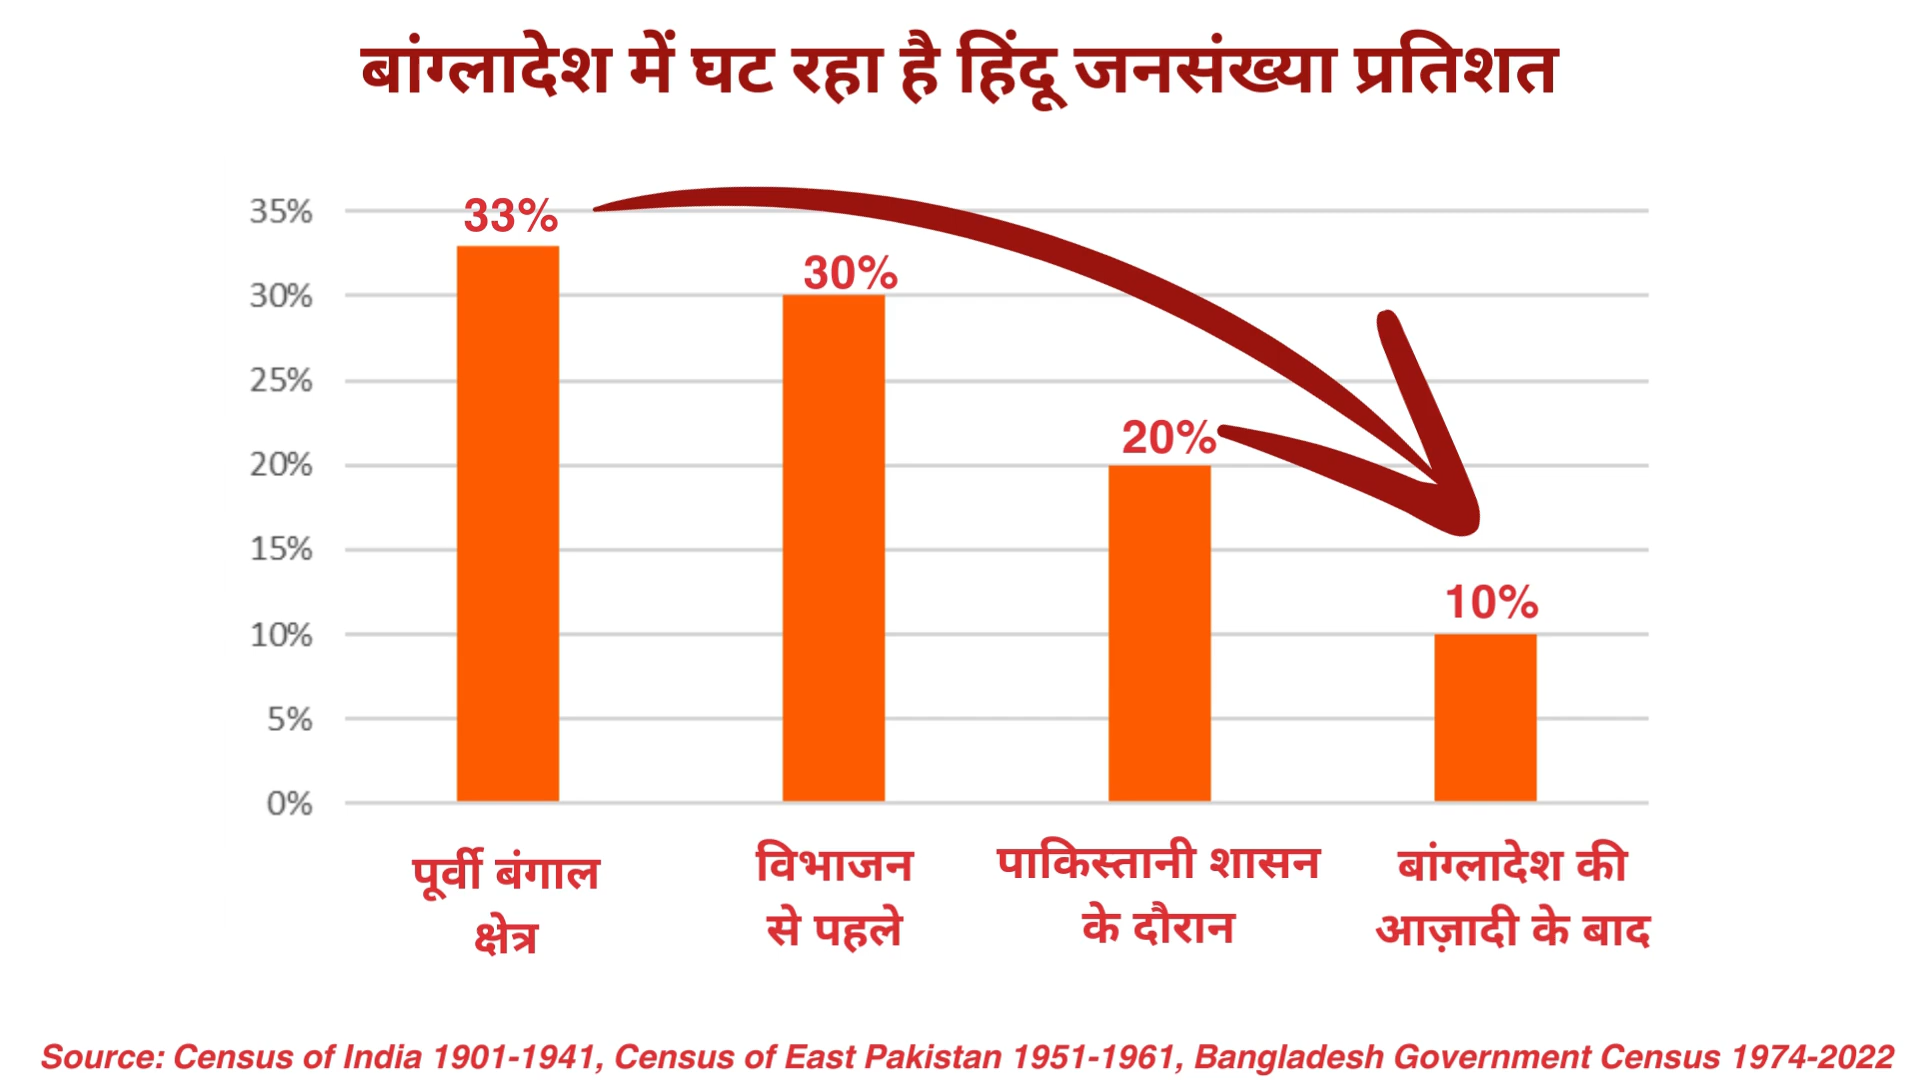 बांग्लादेश में घट रहा है हिंदू जनसंख्या प्रतिशत
35%
30%
25%
20%
15%
10%
5%
0%
33%
30%
20%
10%
पूर्वी बंगाल
क्षेत्र
विभाजन
से पहले
पाकिस्तानी शासन
के दौरान
बांग्लादेश की
आज़ादी के बाद
Source: Census of India 1901-1941, Census of East Pakistan 1951-1961, Bangladesh Government Census 1974-2022